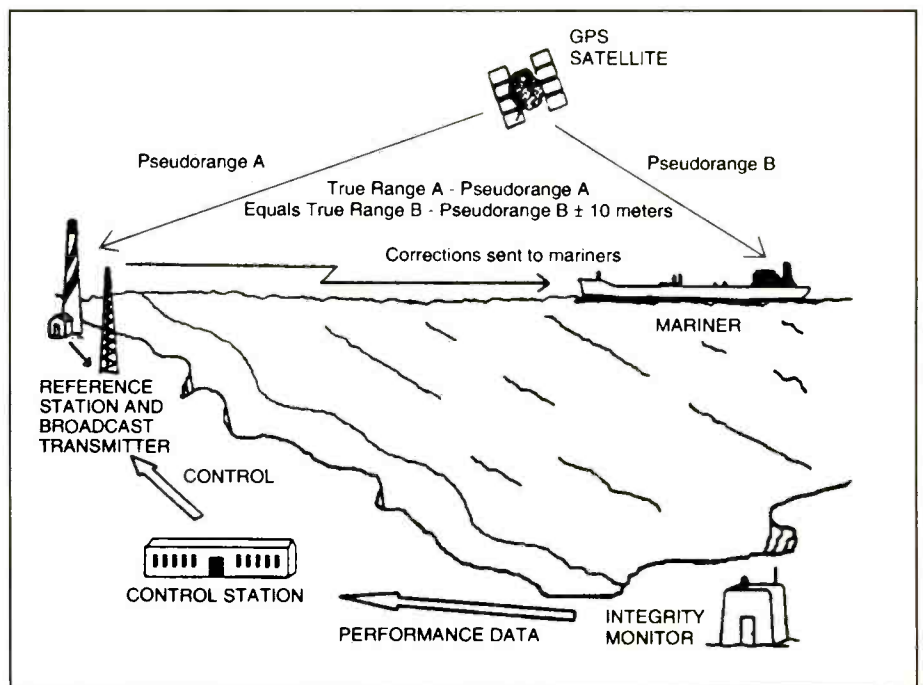 GPS
SATELLITE
Pseudorange A
Pseudorange B
True Range A - Pseudorange A
Equals True Range B - Pseudorange B ± 10 meters
Corrections sent to mariners
MARINER
REFERENCE
STATION AND
BROADCAST
TRANSMITTER
CONTROL
CONTROL STATION
PERFORMANCE DATA
INTEGRITY
MONITOR